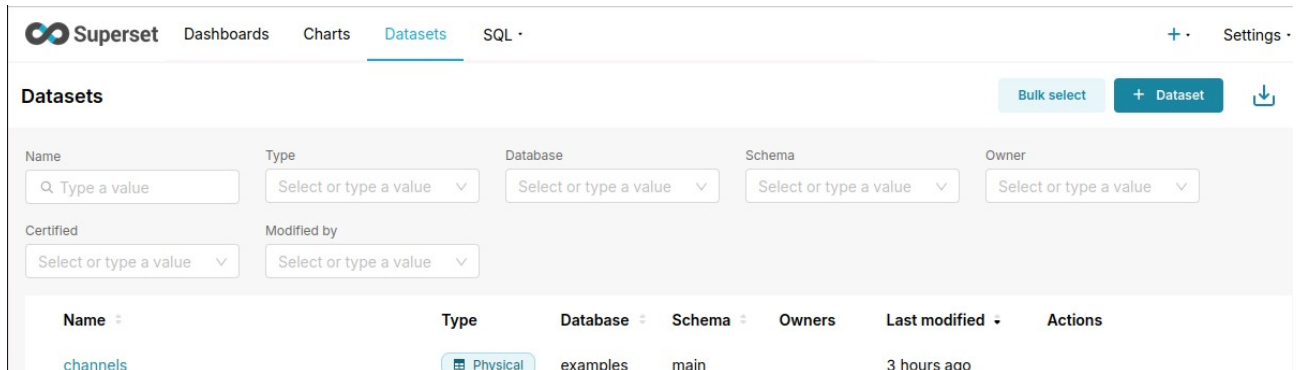 Superset Dashboards Charts Datasets SQL + Settings
Datasets Bulk select + Dataset
Name Type Database Schema Owner
Type a value Select or type a value Select or type a value Select or type a value Select or type a value
Certified Modified by
Select or type a value Select or type a value
Name Type Database Schema Owners Last modified Actions
channels Physical examples main 3 hours ago